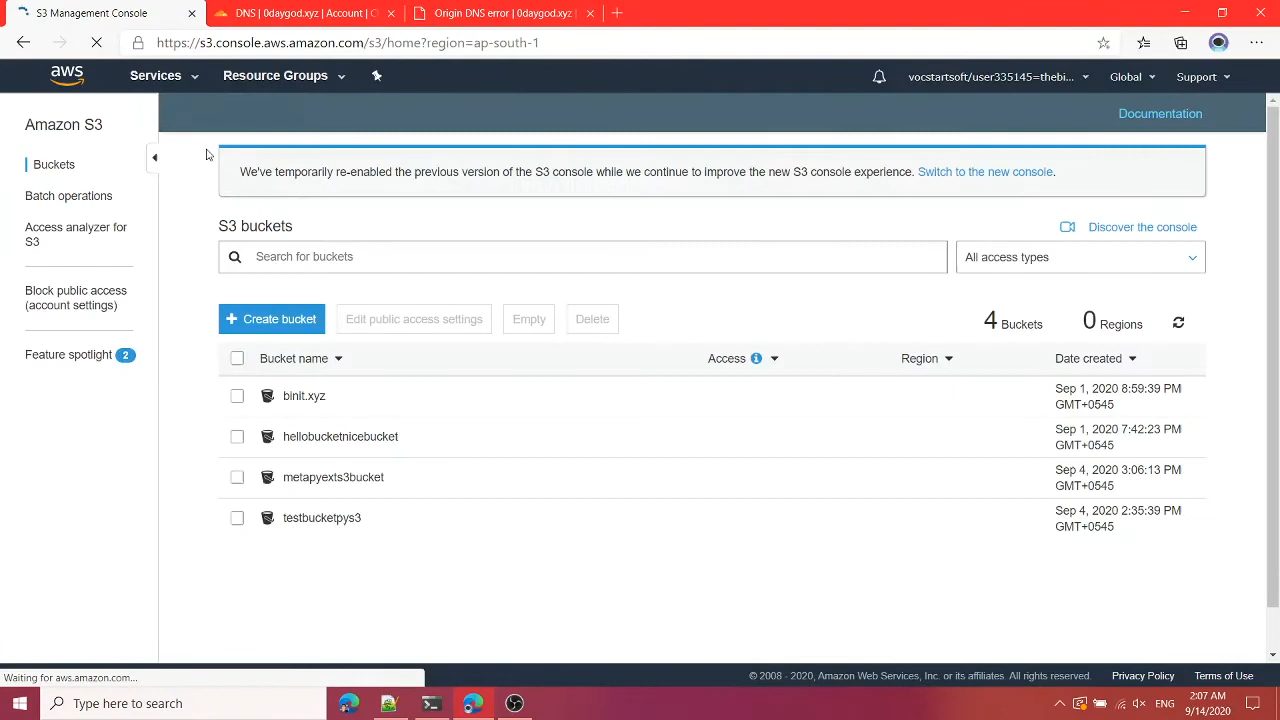 S3 Management Console
DNS | 0daygod.xyz | Account | C
Origin DNS error | 0daygod.xyz |
https://s3.console.aws.amazon.com/s3/home?region=ap-south-1
aws
Services
Resource Groups
vocstartsoft/user335145=thebi...
Global
Support
Amazon S3
Documentation
Buckets
Batch operations
Access analyzer for
S3
Block public access
(account settings)
Feature spotlight 2
We've temporarily re-enabled the previous version of the S3 console while we continue to improve the new S3 console experience. Switch to the new console.
S3 buckets
Discover the console
Search for buckets
All access types
+ Create bucket
Edit public access settings
Empty
Delete
4 Buckets
0 Regions
Bucket name
Access
Region
Date created
binit.xyz
Sep 1, 2020 8:59:39 PM
GMT+0545
hellobucketnicebucket
Sep 1, 2020 7:42:23 PM
GMT+0545
metapyexts3bucket
Sep 4, 2020 3:06:13 PM
GMT+0545
testbucketpys3
Sep 4, 2020 2:35:39 PM
GMT+0545
Waiting for aws.amazon.com...
© 2008 - 2020, Amazon Web Services, Inc. or its affiliates. All rights reserved.
Privacy Policy
Terms of Use
Type here to search
ENG
2:07 AM
9/14/2020